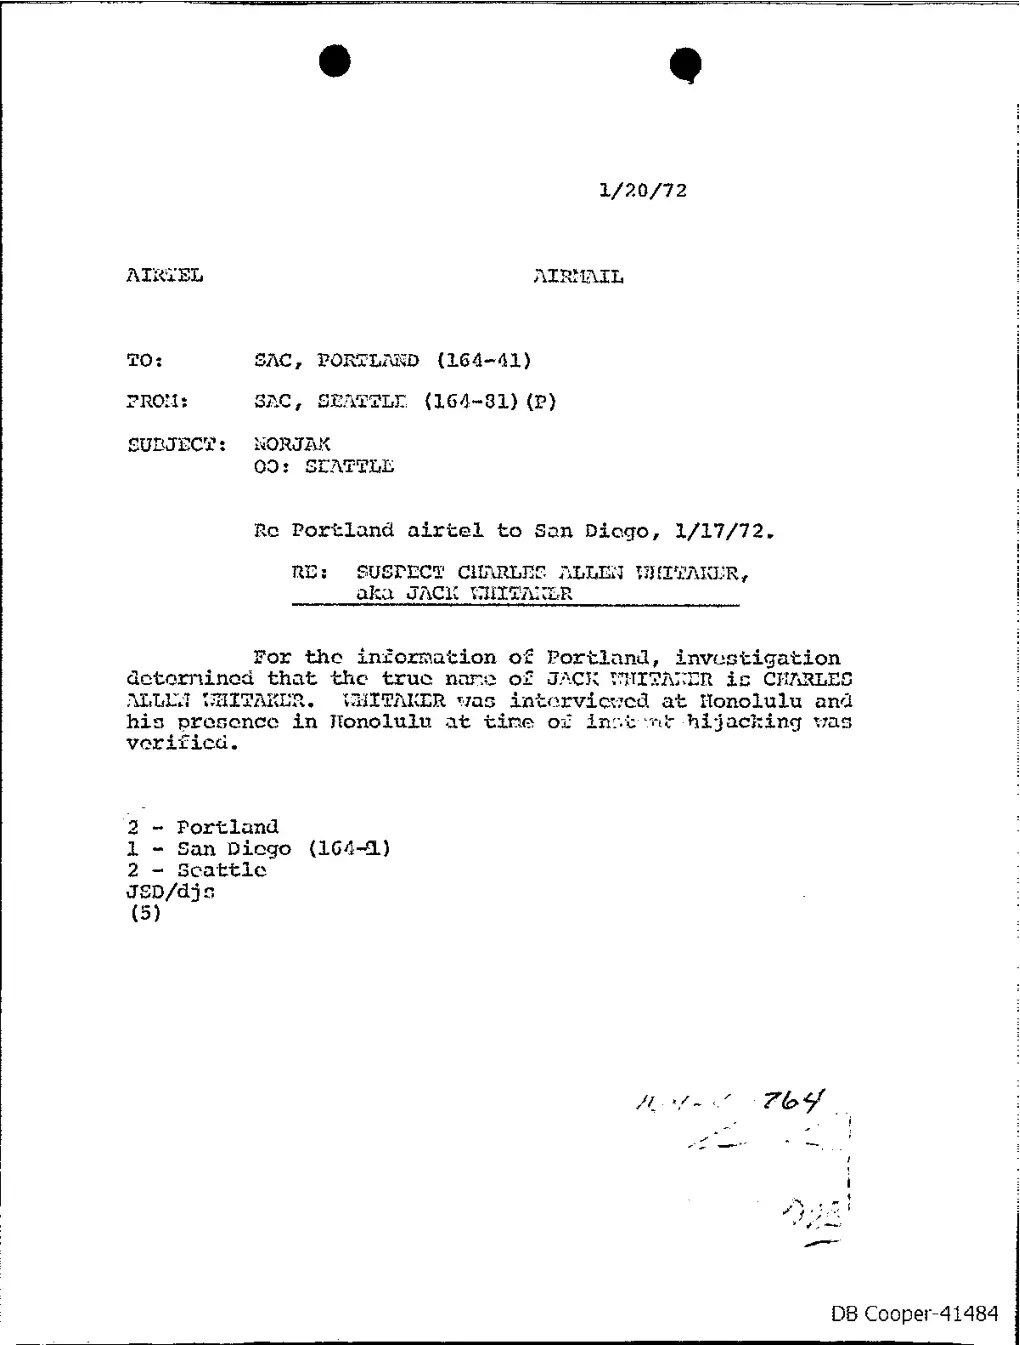 1/20/72
AIRTEL AIRMAIL
TO: SAC, PORTLAND (164-41)
FROM: SAC, SEATTLE (164-81)(P)
SUBJECT: NORJAK
OO: SEATTLE
Re Portland airtel to San Diego, 1/17/72.
RE: SUSPECT CHARLES ALLEN WHITAKER,
aka JACK WHITAKER
For the information of Portland, investigation
determined that the true name of JACK WHITAKER is CHARLES
ALLEN WHITAKER. WHITAKER was interviewed at Honolulu and
his presence in Honolulu at time of instant hijacking was
verified.
2 - Portland
1 - San Diego
2 - Seattle
JSD/djs
(5)
764
DB Cooper-41484